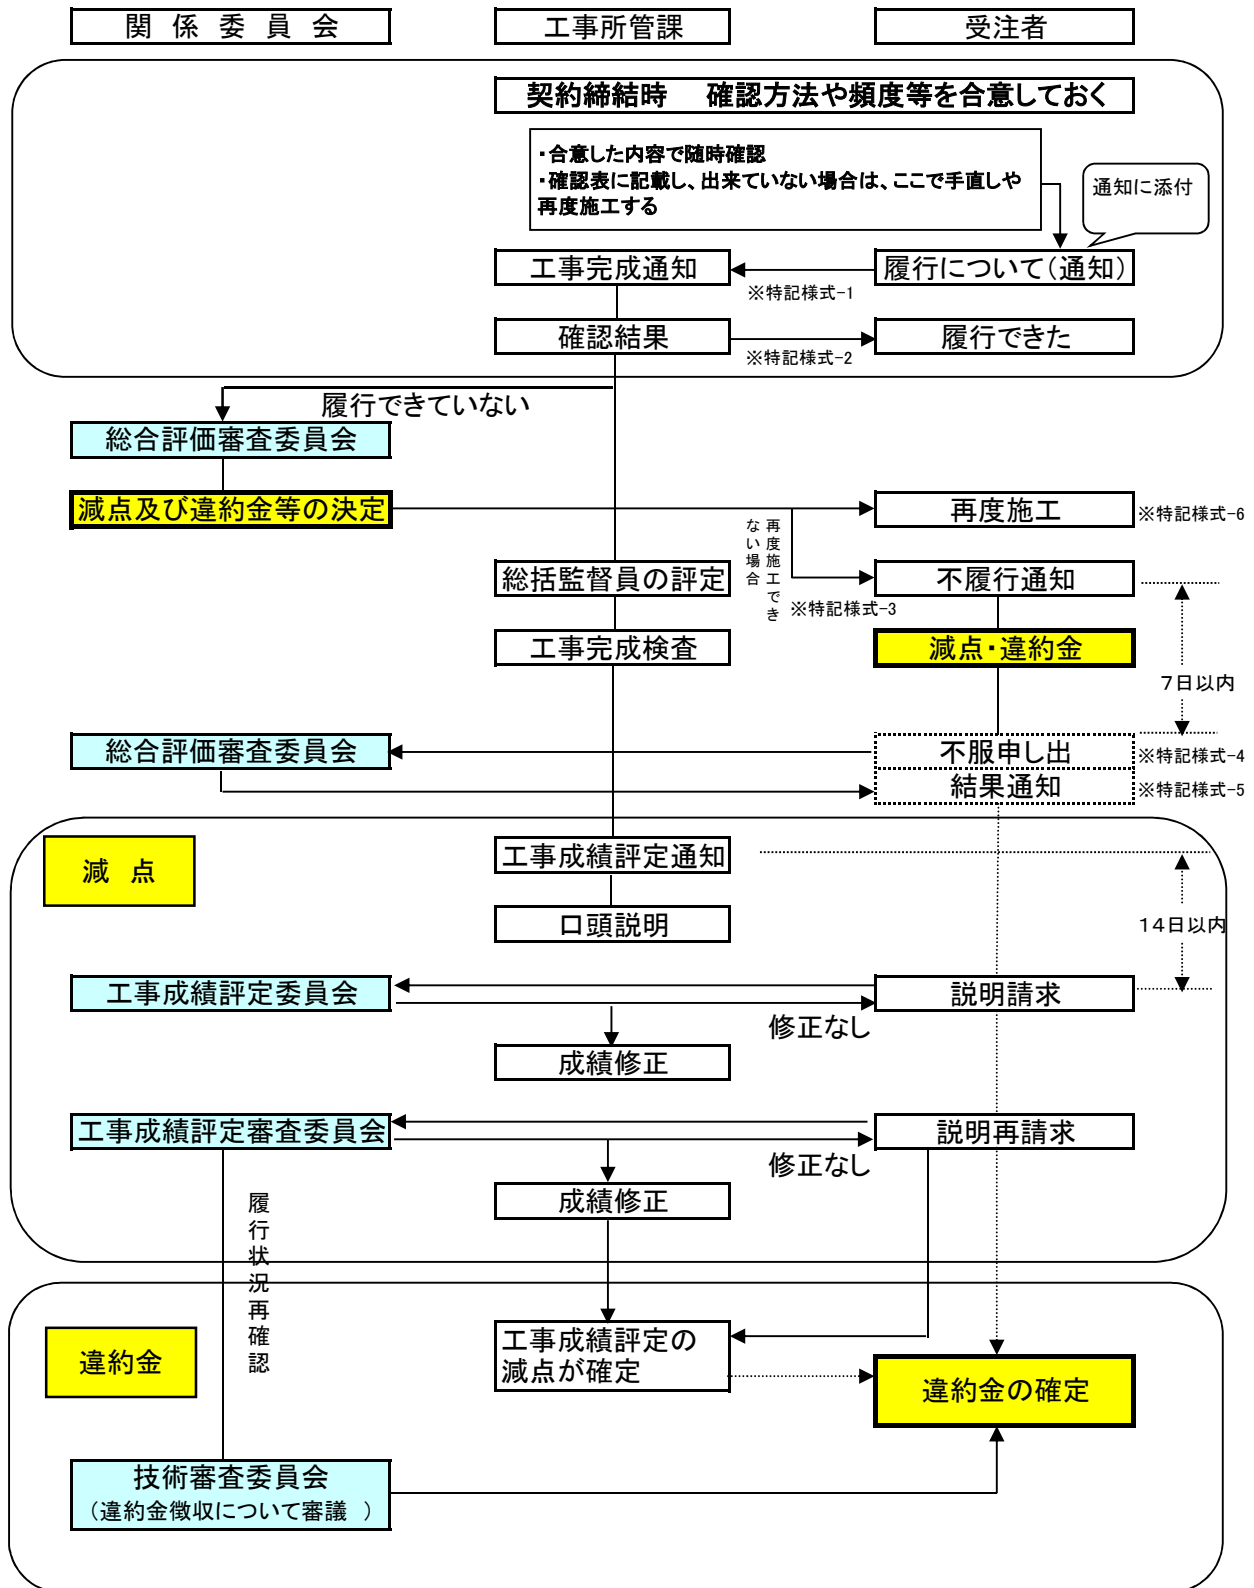 関 係 委 員 会
工事所管課
受注者
契約締結時　確認方法や頻度等を合意しておく
・合意した内容で随時確認
・確認表に記載し、出来ていない場合は、ここで手直しや
再度施工する
通知に添付
工事完成通知
履行について（通知）
※特記様式-1
確認結果
履行できた
※特記様式-2
履行できていない
総合評価審査委員会
減点及び違約金等の決定
再度施工
※特記様式-6
再度施工でき
ない場合
総括監督員の評定
不履行通知
※特記様式-3
工事完成検査
減点・違約金
7日以内
総合評価審査委員会
不服申し出
※特記様式-4
結果通知
※特記様式-5
減 点
工事成績評定通知
口頭説明
14日以内
工事成績評定委員会
説明請求
修正なし
成績修正
工事成績評定審査委員会
説明再請求
修正なし
成績修正
履行状況再確認
違約金
工事成績評定の
減点が確定
違約金の確定
技術審査委員会
（違約金徴収について審議 ）